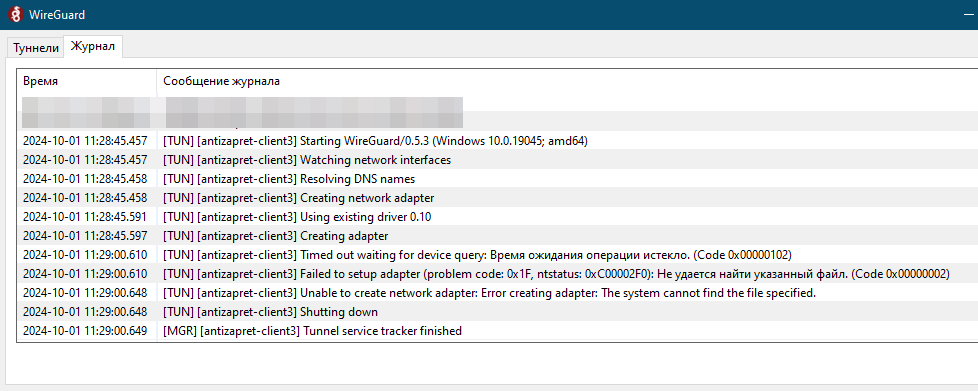 WireGuard
Туннели Журнал
Время Сообщение журнала
2024-10-01 11:28:45.457 [TUN] [antizapret-client3] Starting WireGuard/0.5.3 (Windows 10.0.19045; amd64)
2024-10-01 11:28:45.457 [TUN] [antizapret-client3] Watching network interfaces
2024-10-01 11:28:45.458 [TUN] [antizapret-client3] Resolving DNS names
2024-10-01 11:28:45.458 [TUN] [antizapret-client3] Creating network adapter
2024-10-01 11:28:45.591 [TUN] [antizapret-client3] Using existing driver 0.10
2024-10-01 11:28:45.597 [TUN] [antizapret-client3] Creating adapter
2024-10-01 11:29:00.610 [TUN] [antizapret-client3] Timed out waiting for device query: Время ожидания операции истекло. (Code 0x00000102)
2024-10-01 11:29:00.610 [TUN] [antizapret-client3] Failed to setup adapter (problem code: 0x1F, ntstatus: 0xC00002F0): Не удается найти указанный файл. (Code 0x00000002)
2024-10-01 11:29:00.648 [TUN] [antizapret-client3] Unable to create network adapter: Error creating adapter: The system cannot find the file specified.
2024-10-01 11:29:00.648 [TUN] [antizapret-client3] Shutting down
2024-10-01 11:29:00.649 [MGR] [antizapret-client3] Tunnel service tracker finished